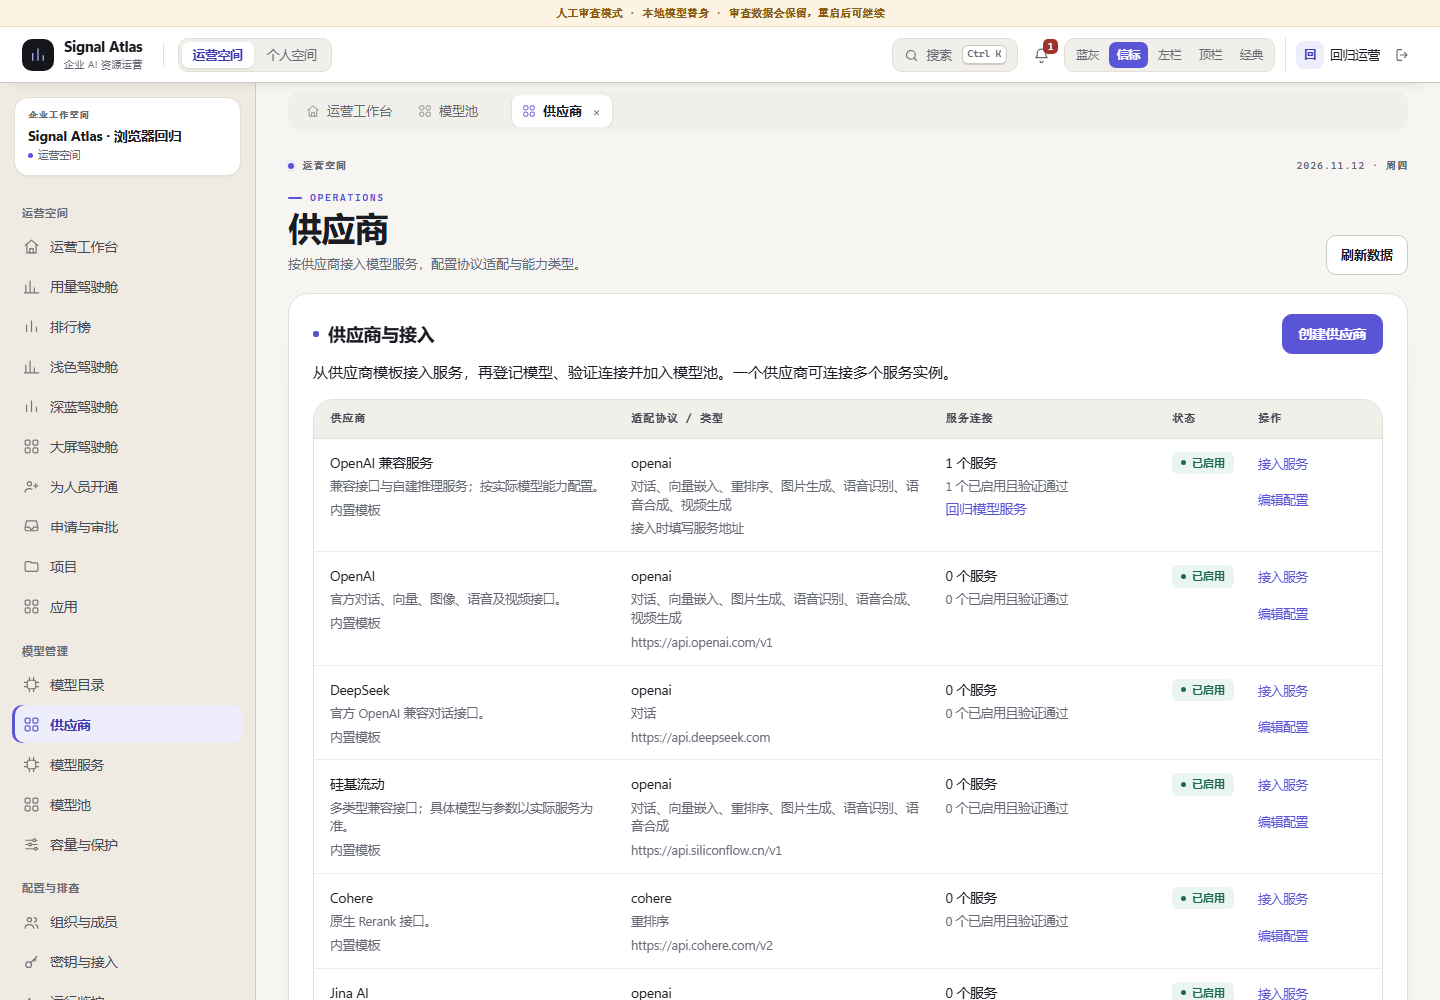 人工审查模式 · 本地模型替身 · 审查数据会保留，重启后可继续
Signal Atlas
企业 AI 资源运营
运营空间 个人空间
搜索 Ctrl K
1
蓝灰 信标 左栏 顶栏 经典
回 回归运营
企业工作空间
Signal Atlas · 浏览器回归
运营空间
运营空间
运营工作台
用量驾驶舱
排行榜
浅色驾驶舱
深蓝驾驶舱
大屏驾驶舱
为人员开通
申请与审批
项目
应用
模型管理
模型目录
供应商
模型服务
模型池
容量与保护
配置与排查
组织与成员
密钥与接入
运营工作台 模型池 供应商 ×
运营空间
2026.11.12 · 周四
OPERATIONS
供应商
按供应商接入模型服务，配置协议适配与能力类型。
刷新数据
供应商与接入
创建供应商
从供应商模板接入服务，再登记模型、验证连接并加入模型池。一个供应商可连接多个服务实例。
供应商 适配协议 / 类型 服务连接 状态 操作
OpenAI 兼容服务
兼容接口与自建推理服务；按实际模型能力配置。
内置模板
openai
对话、向量嵌入、重排序、图片生成、语音识别、语
音合成、视频生成
接入时填写服务地址
1 个服务
1 个已启用且验证通过
回归模型服务
已启用
接入服务
编辑配置
OpenAI
官方对话、向量、图像、语音及视频接口。
内置模板
openai
对话、向量嵌入、图片生成、语音识别、语音合成、
视频生成
https://api.openai.com/v1
0 个服务
0 个已启用且验证通过
已启用
接入服务
编辑配置
DeepSeek
官方 OpenAI 兼容对话接口。
内置模板
openai
对话
https://api.deepseek.com
0 个服务
0 个已启用且验证通过
已启用
接入服务
编辑配置
硅基流动
多类型兼容接口；具体模型与参数以实际服务为
准。
内置模板
openai
对话、向量嵌入、重排序、图片生成、语音识别、语
音合成
https://api.siliconflow.cn/v1
0 个服务
0 个已启用且验证通过
已启用
接入服务
编辑配置
Cohere
原生 Rerank 接口。
内置模板
cohere
重排序
https://api.cohere.com/v2
0 个服务
0 个已启用且验证通过
已启用
接入服务
编辑配置
Jina AI
openai
0 个服务
已启用
接入服务